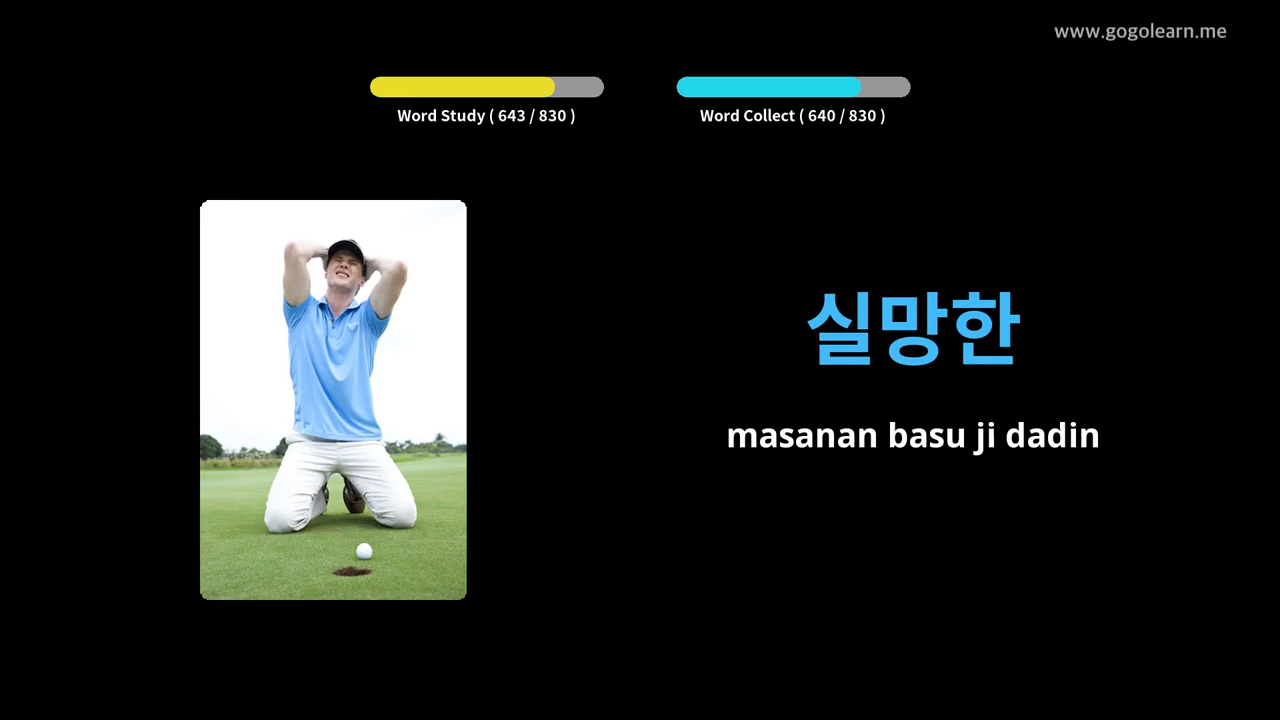 www.gogolearn.me
Word Study ( 643 / 830 )
Word Collect ( 640 / 830 )
실망한
masanan basu ji dadin